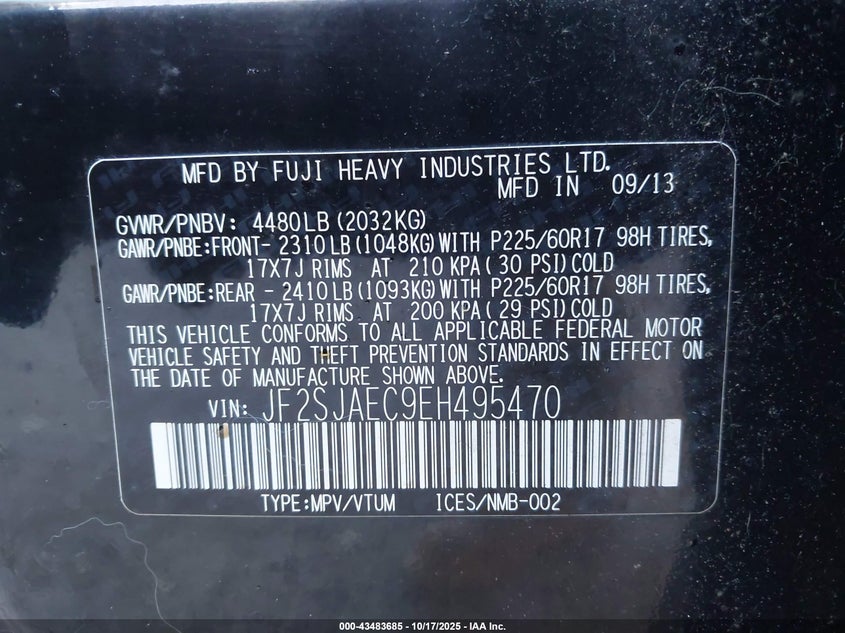 MFD BY FUJI HEAVY INDUSTRIES LTD.
MFD IN 09/13
GVWR/PNBV: 4480LB (2032KG)
GAWR/PNBE:FRONT- 2310 LB (1048KG) WITH P225/60R17 98H TIRES,
17X7J RIMS AT 210 KPA ( 30 PSI) COLD
GAWR/PNBE:REAR - 2410 LB (1093KG) WITH P225/60R17 98H TIRES,
17X7J RIMS AT 200 KPA ( 29 PSI) COLD
THIS VEHICLE CONFORMS TO ALL APPLICABLE FEDERAL MOTOR
VEHICLE SAFETY AND THEFT PREVENTION STANDARDS IN EFFECT ON
THE DATE OF MANUFACTURE SHOWN ABOVE.
VIN: JF2SJAEC9EH495470
TYPE:MPV/VTUM ICES/NMB-002
000-43483685 - 10/17/2025 - IAA Inc.